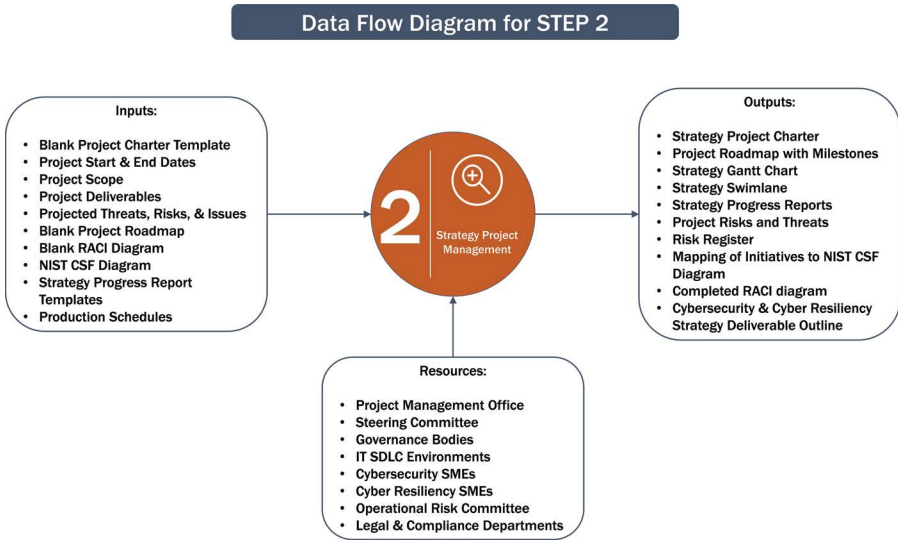 Data Flow Diagram for STEP 2
Inputs:
• Blank Project Charter Template
• Project Start & End Dates
• Project Scope
• Project Deliverables
• Projected Threats, Risks, & Issues
• Blank Project Roadmap
• Blank RACI Diagram
• NIST CSF Diagram
• Strategy Progress Report
Templates
• Production Schedules
2
Strategy Project
Management
Outputs:
• Strategy Project Charter
• Project Roadmap with Milestones
• Strategy Gantt Chart
• Strategy Swimlane
• Strategy Progress Reports
• Project Risks and Threats
• Risk Register
• Mapping of Initiatives to NIST CSF
Diagram
• Completed RACI diagram
• Cybersecurity & Cyber Resiliency
Strategy Deliverable Outline
Resources:
• Project Management Office
• Steering Committee
• Governance Bodies
• IT SDLC Environments
• Cybersecurity SMEs
• Cyber Resiliency SMEs
• Operational Risk Committee
• Legal & Compliance Departments